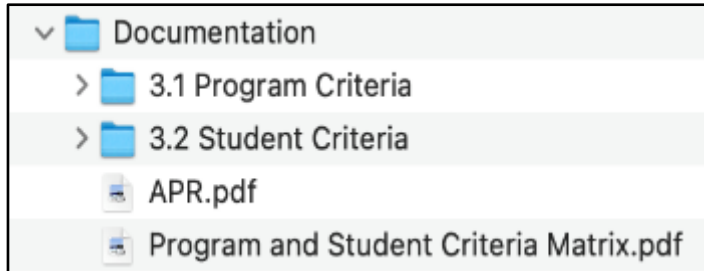 Documentation
3.1 Program Criteria
3.2 Student Criteria
APR.pdf
Program and Student Criteria Matrix.pdf